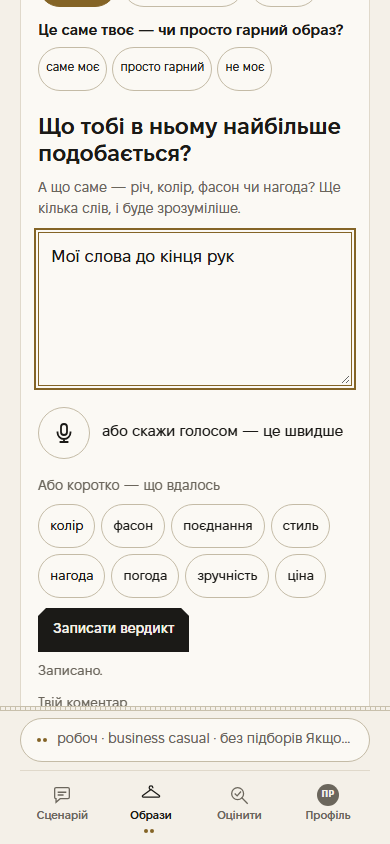 Це саме твоє — чи просто гарний образ?
саме моє просто гарний не моє
Що тобі в ньому найбільше
подобається?
А що саме — річ, колір, фасон чи нагода? Ще
кілька слів, і буде зрозуміліше.
Мої слова до кінця рук
або скажи голосом — це швидше
Або коротко — що вдалось
колір фасон поєднання стиль
нагода погода зручність ціна
Записати вердикт
Записано.
Твій коментар
робоч · business casual · без підборів Якщо...
ПР
Сценарій Образи Оцінити Профіль